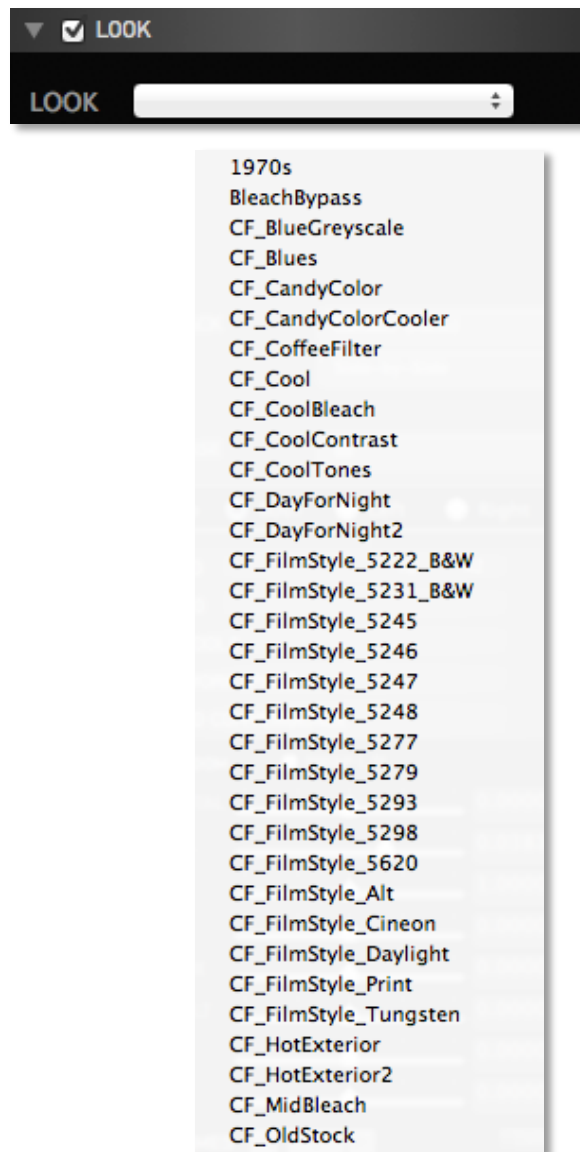 LOOK
LOOK
1970s
BleachBypass
CF_BlueGreyscale
CF_Blues
CF_CandyColor
CF_CandyColorCooler
CF_CoffeeFilter
CF_Cool
CF_CoolBleach
CF_CoolContrast
CF_CoolTones
CF_DayForNight
CF_DayForNight2
CF_FilmStyle_5222_B&W
CF_FilmStyle_5231_B&W
CF_FilmStyle_5245
CF_FilmStyle_5246
CF_FilmStyle_5247
CF_FilmStyle_5248
CF_FilmStyle_5277
CF_FilmStyle_5279
CF_FilmStyle_5293
CF_FilmStyle_5298
CF_FilmStyle_5620
CF_FilmStyle_Alt
CF_FilmStyle_Cineon
CF_FilmStyle_Daylight
CF_FilmStyle_Print
CF_FilmStyle_Tungsten
CF_HotExterior
CF_HotExterior2
CF_MidBleach
CF_OldStock